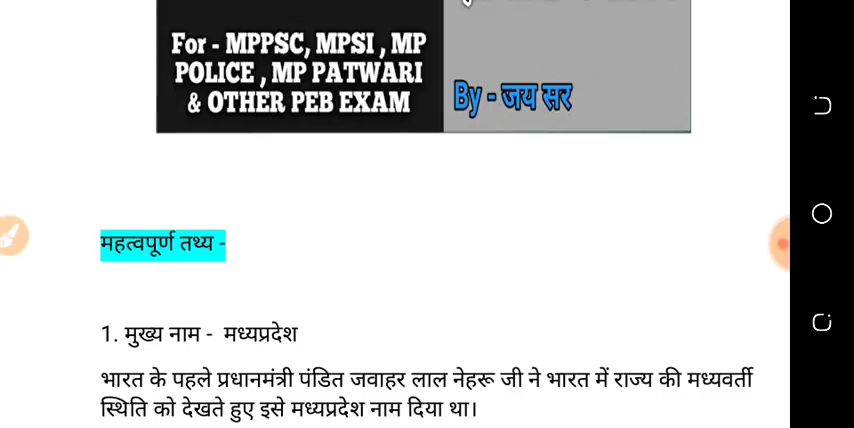 For - MPPSC, MPSI , MP
POLICE , MP PATWARI
& OTHER PEB EXAM
By - जय सर
महत्वपूर्ण तथ्य -
1. मुख्य नाम - मध्यप्रदेश
भारत के पहले प्रधानमंत्री पंडित जवाहर लाल नेहरू जी ने भारत में राज्य की मध्यवर्ती
स्थिति को देखते हुए इसे मध्यप्रदेश नाम दिया था।